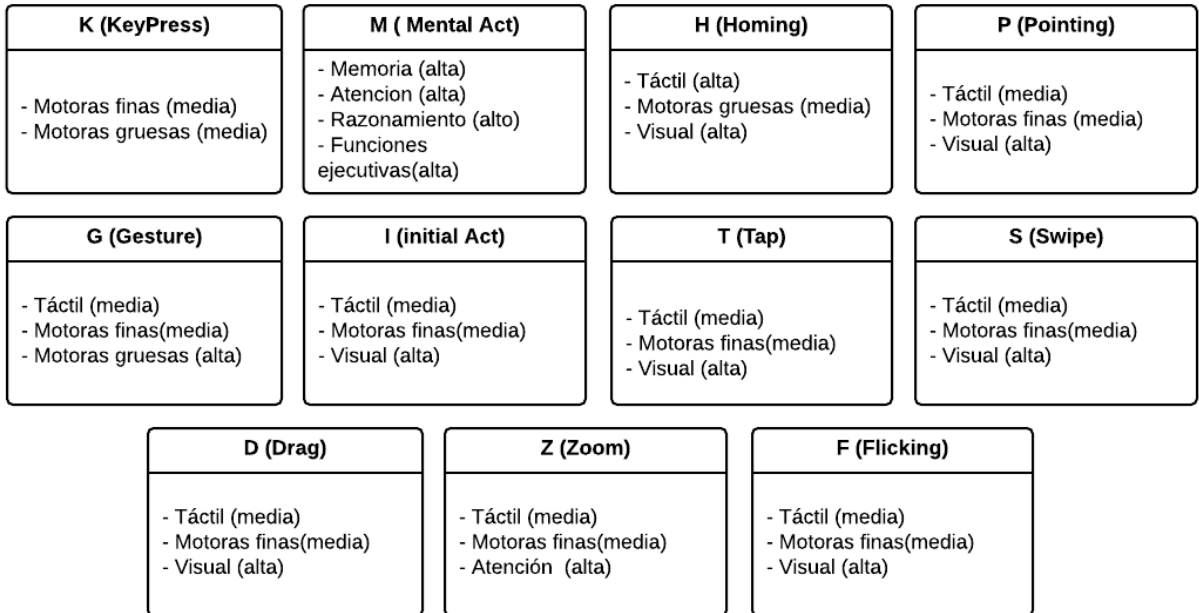 K (KeyPress)
- Motoras finas (media)
- Motoras gruesas (media)
M ( Mental Act)
- Memoria (alta)
- Atencion (alta)
- Razonamiento (alto)
- Funciones
ejecutivas(alta)
H (Homing)
- Táctil (alta)
- Motoras gruesas (media)
- Visual (alta)
P (Pointing)
- Táctil (media)
- Motoras finas (media)
- Visual (alta)
G (Gesture)
- Táctil (media)
- Motoras finas(media)
- Motoras gruesas (alta)
I (initial Act)
- Táctil (media)
- Motoras finas(media)
- Visual (alta)
T (Tap)
- Táctil (media)
- Motoras finas(media)
- Visual (alta)
S (Swipe)
- Táctil (media)
- Motoras finas(media)
- Visual (alta)
D (Drag)
- Táctil (media)
- Motoras finas(media)
- Visual (alta)
Z (Zoom)
- Táctil (media)
- Motoras finas(media)
- Atención  (alta)
F (Flicking)
- Táctil (media)
- Motoras finas(media)
- Visual (alta)